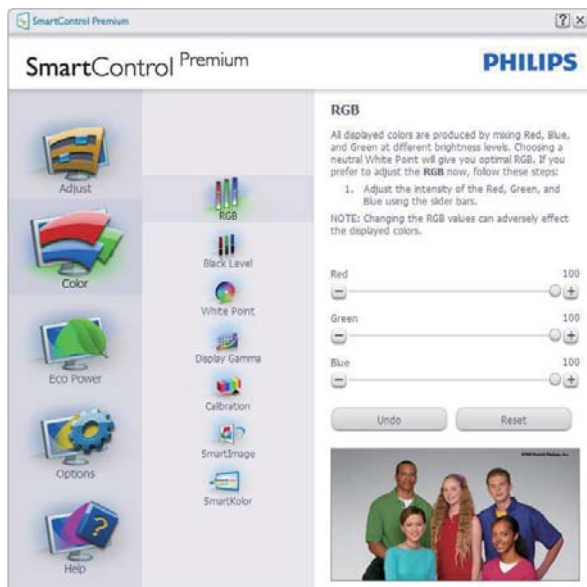 SmartControl Premium
SmartControl Premium
PHILIPS
Adjust
Color
Eco Power
Options
Help
RGB
Black Level
White Point
Display Gamma
Calibration
SmartImage
SmartKolor
RGB
All displayed colors are produced by mixing Red, Blue,
and Green at different brightness levels. Choosing a
neutral White Point will give you optimal RGB. If you
prefer to adjust the RGB now, follow these steps:
1. Adjust the intensity of the Red, Green, and
Blue using the slider bars.
NOTE: Changing the RGB values can adversely effect
the displayed colors.
Red 100
Green 100
Blue 100
Undo Reset